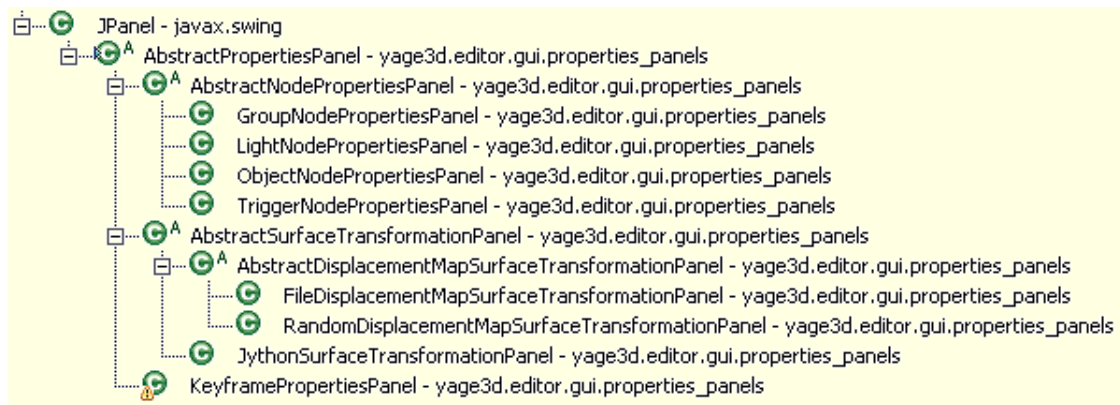 JPanel - javax.swing
AbstractPropertiesPanel - yage3d.editor.gui.properties_panels
AbstractNodePropertiesPanel - yage3d.editor.gui.properties_panels
GroupNodePropertiesPanel - yage3d.editor.gui.properties_panels
LightNodePropertiesPanel - yage3d.editor.gui.properties_panels
ObjectNodePropertiesPanel - yage3d.editor.gui.properties_panels
TriggerNodePropertiesPanel - yage3d.editor.gui.properties_panels
AbstractSurfaceTransformationPanel - yage3d.editor.gui.properties_panels
AbstractDisplacementMapSurfaceTransformationPanel - yage3d.editor.gui.properties_panels
FileDisplacementMapSurfaceTransformationPanel - yage3d.editor.gui.properties_panels
RandomDisplacementMapSurfaceTransformationPanel - yage3d.editor.gui.properties_panels
JythonSurfaceTransformationPanel - yage3d.editor.gui.properties_panels
KeyframePropertiesPanel - yage3d.editor.gui.properties_panels